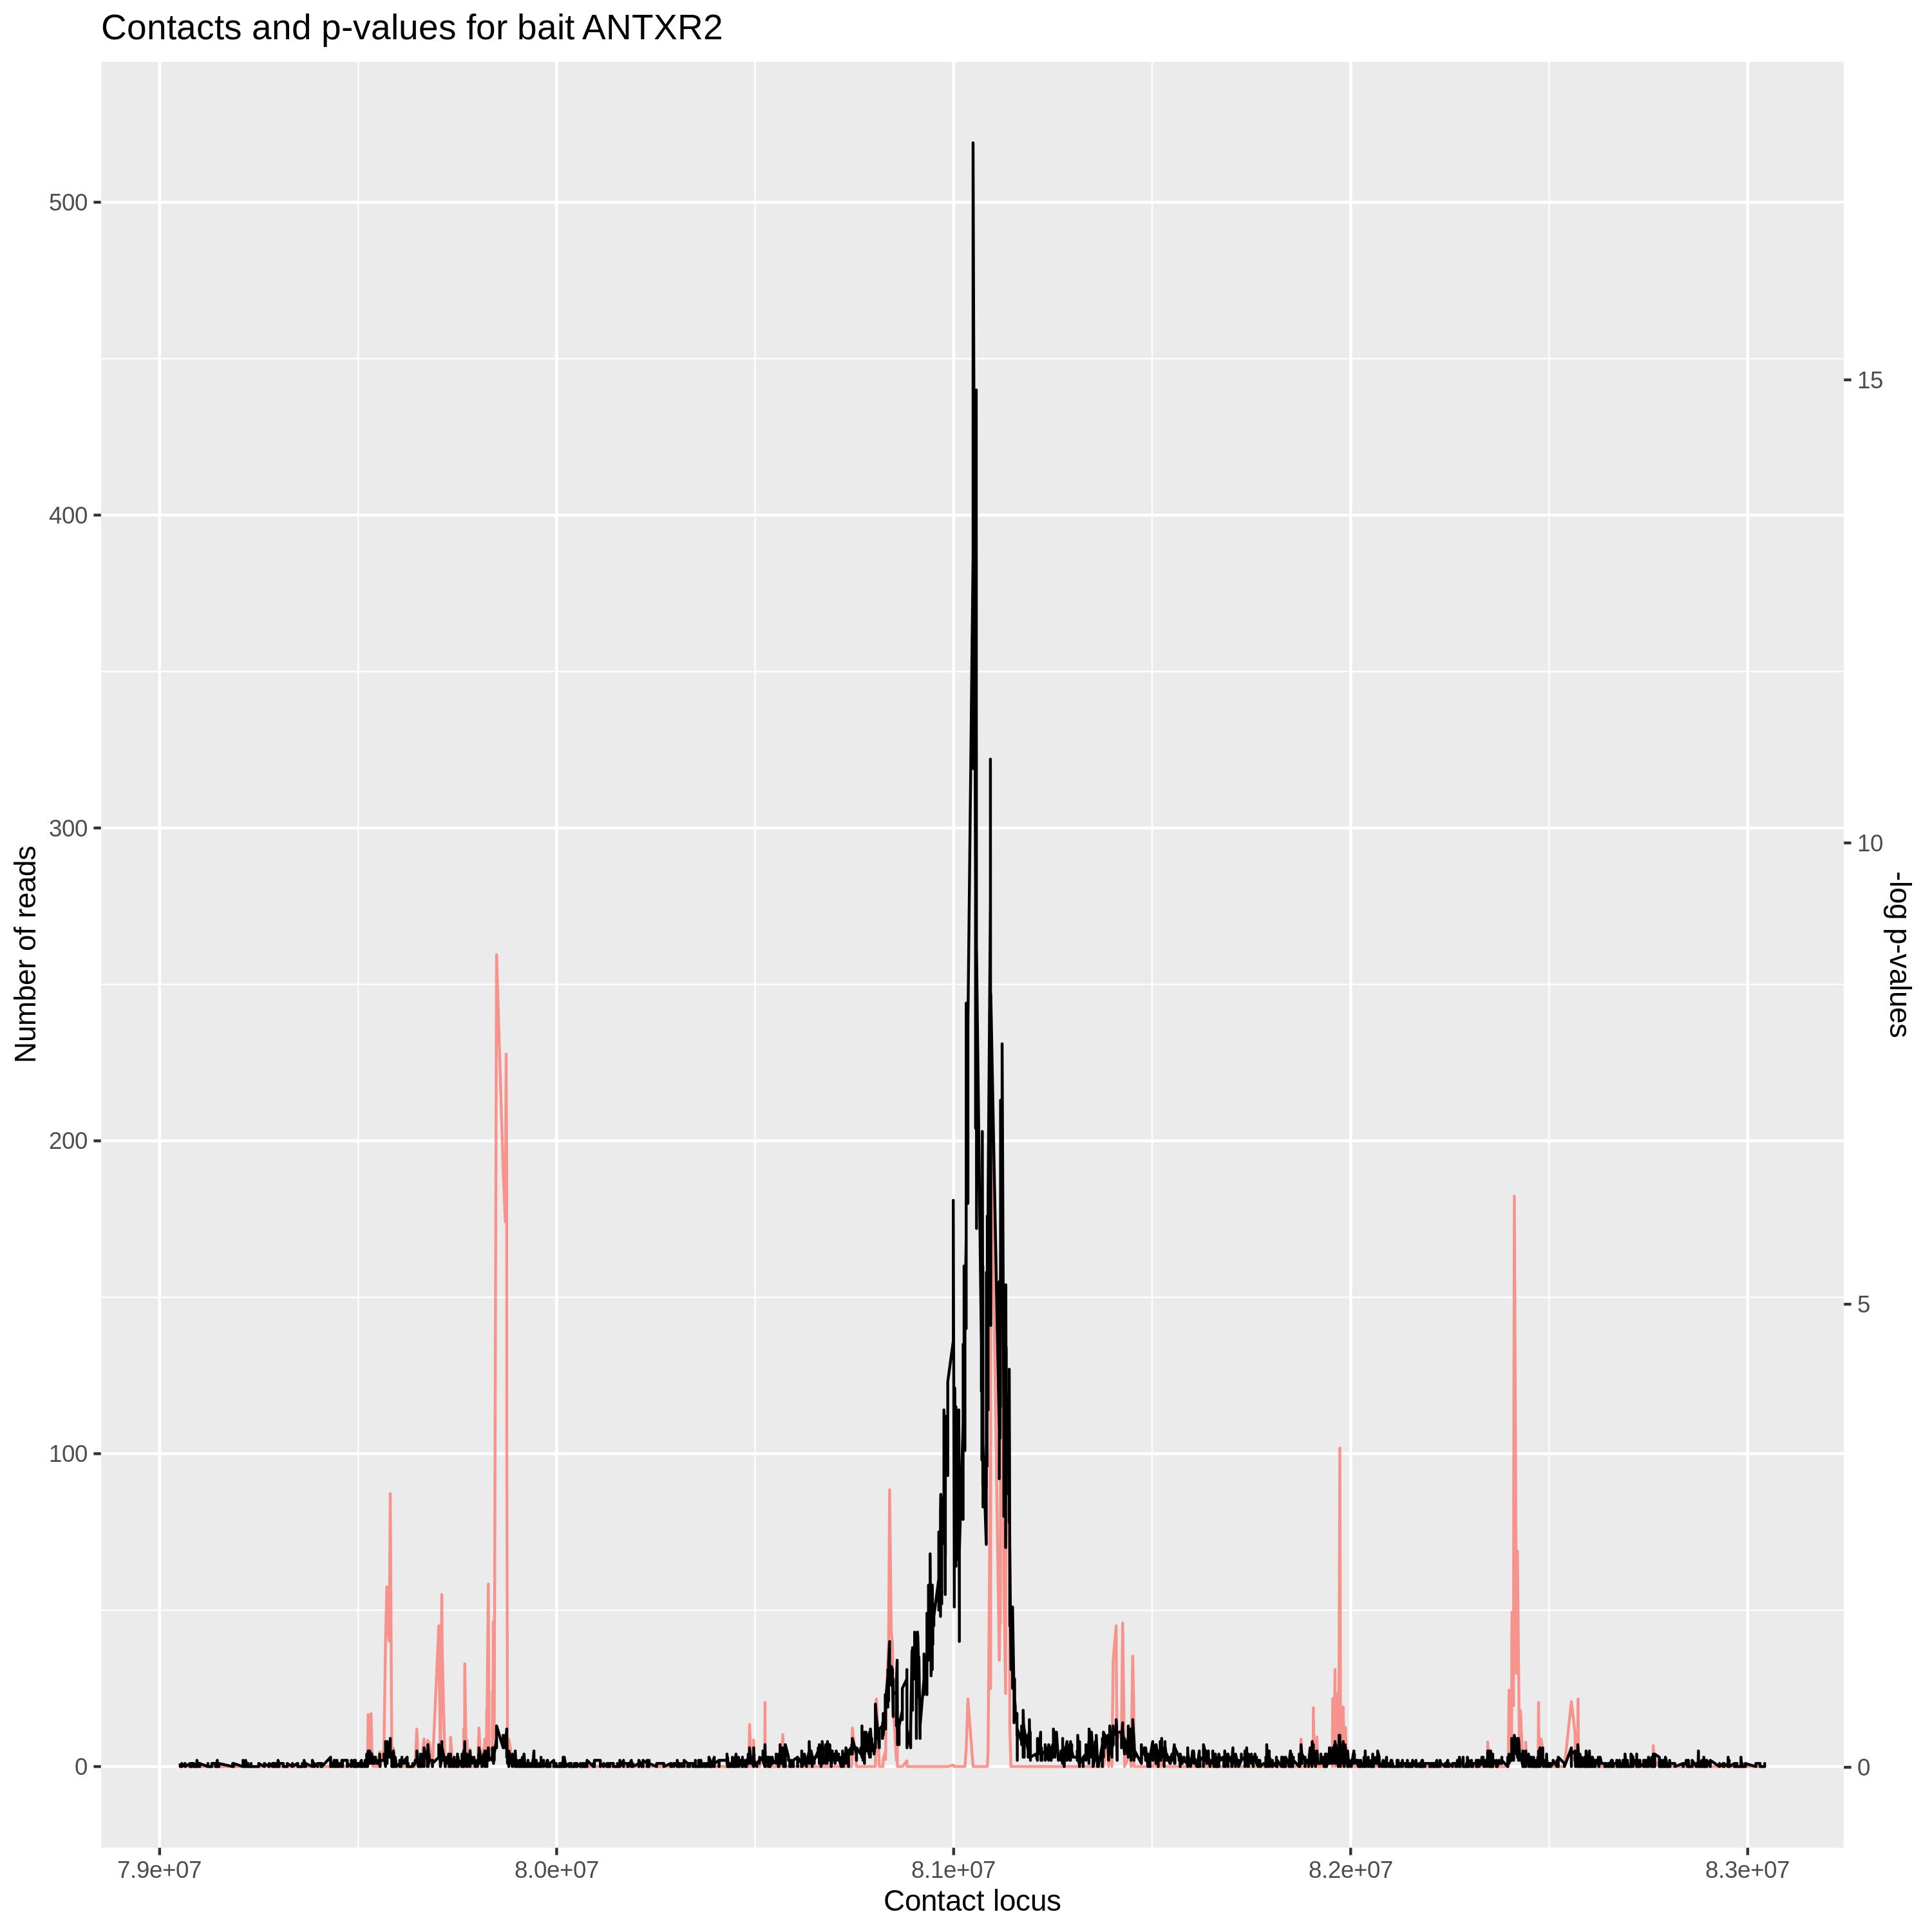 Contacts and p-values for bait ANTXR2
Number of reads
500
400
300
200
100
0
15
10
5
0
-log p-values
7.9e+07 8.0e+07 8.1e+07 8.2e+07 8.3e+07
Contact locus